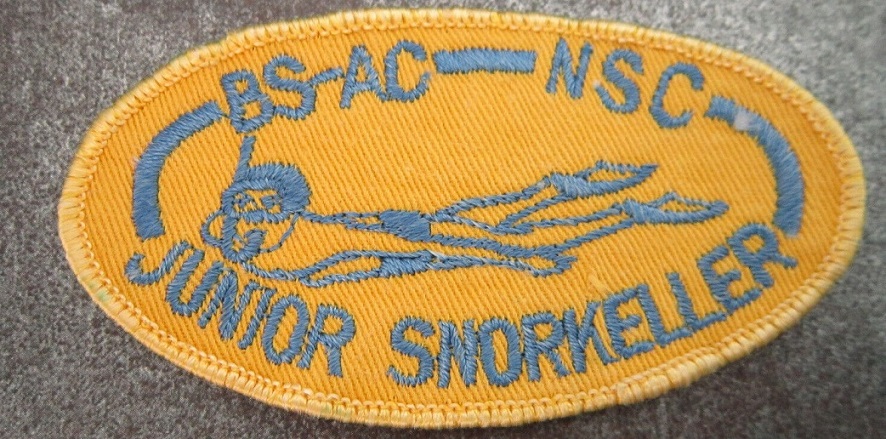 BS-AC NSC
JUNIOR SNORKELLER